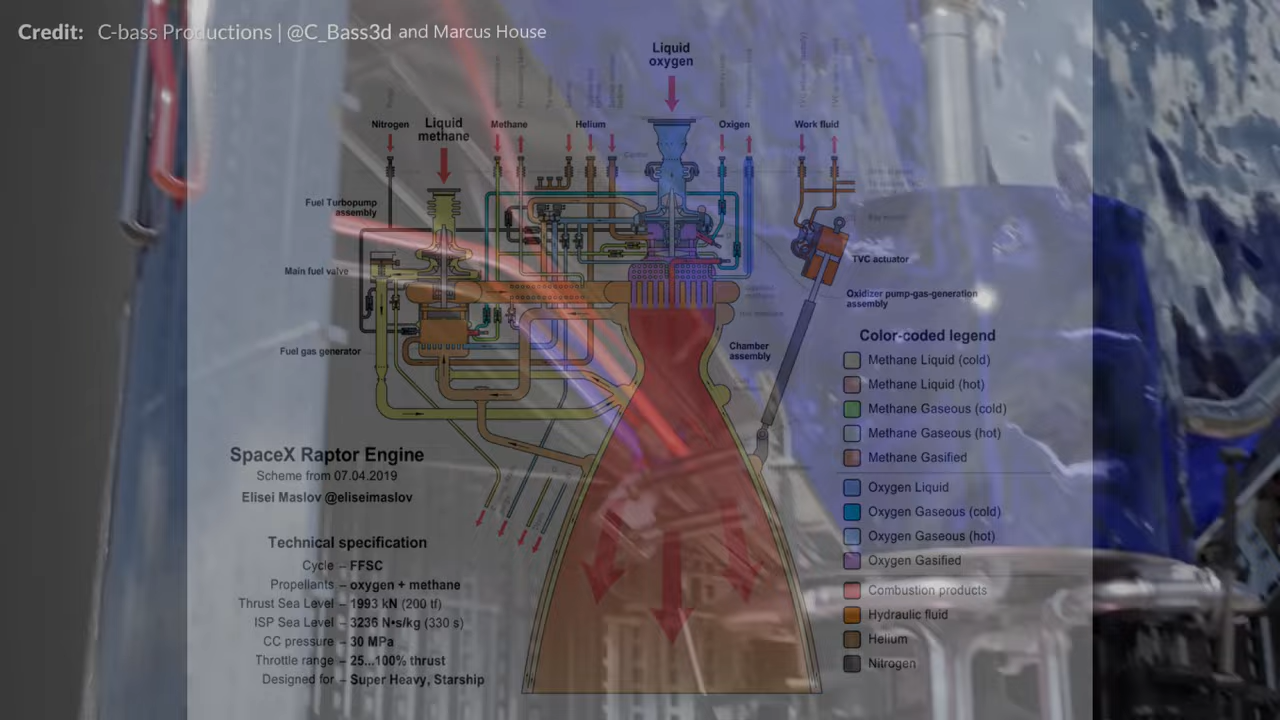 Credit: C-bass Productions | @C_Bass3d and Marcus House
Liquid
oxygen
Nitrogen
Liquid
methane
Methane
Helium
Oxigen
Work fluid
Fuel Turbopump
assembly
Main fuel valve
TVC actuator
Oxidizer pump-gas-generation
assembly
Fuel gas generator
Chamber
assembly
Color-coded legend
Methane Liquid (cold)
Methane Liquid (hot)
Methane Gaseous (cold)
Methane Gaseous (hot)
Methane Gasified
Oxygen Liquid
Oxygen Gaseous (cold)
Oxygen Gaseous (hot)
Oxygen Gasified
Combustion products
Hydraulic fluid
Helium
Nitrogen
SpaceX Raptor Engine
Scheme from 07.04.2019
Elisei Maslov @eliseimaslov
Technical specification
Cycle – FFSC
Propellants – oxygen + methane
Thrust Sea Level – 1993 kN (200 tf)
ISP Sea Level – 3236 N•s/kg (330 s)
CC pressure – 30 MPa
Throttle range – 25...100% thrust
Designed for – Super Heavy, Starship